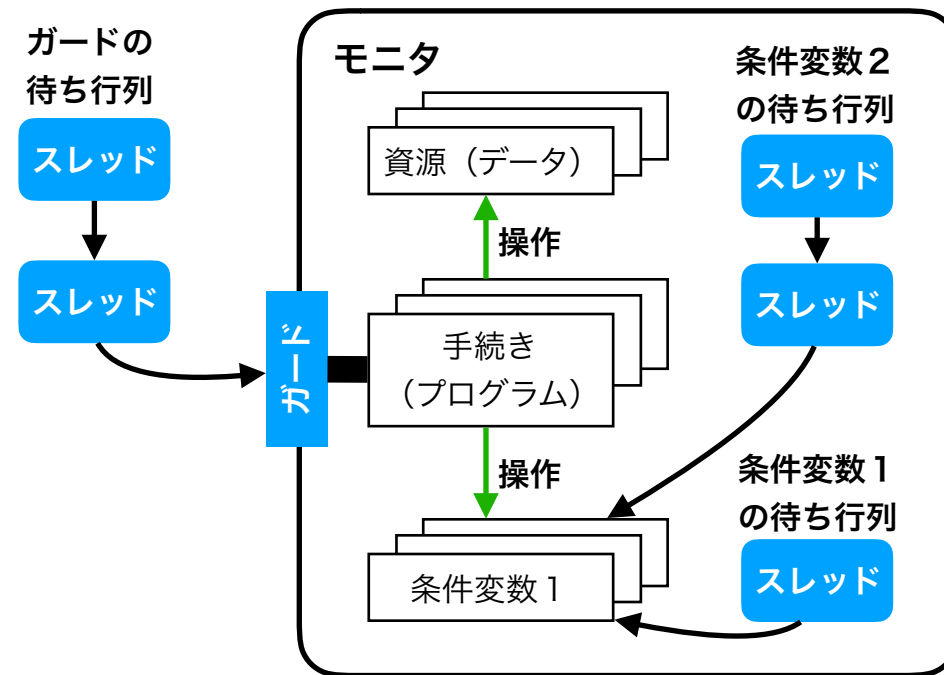 ガードの
待ち行列
スレッド
スレッド
ガード
モニタ
資源（データ）
操作
手続き
（プログラム）
操作
条件変数１
条件変数２
の待ち行列
スレッド
スレッド
条件変数１
の待ち行列
スレッド